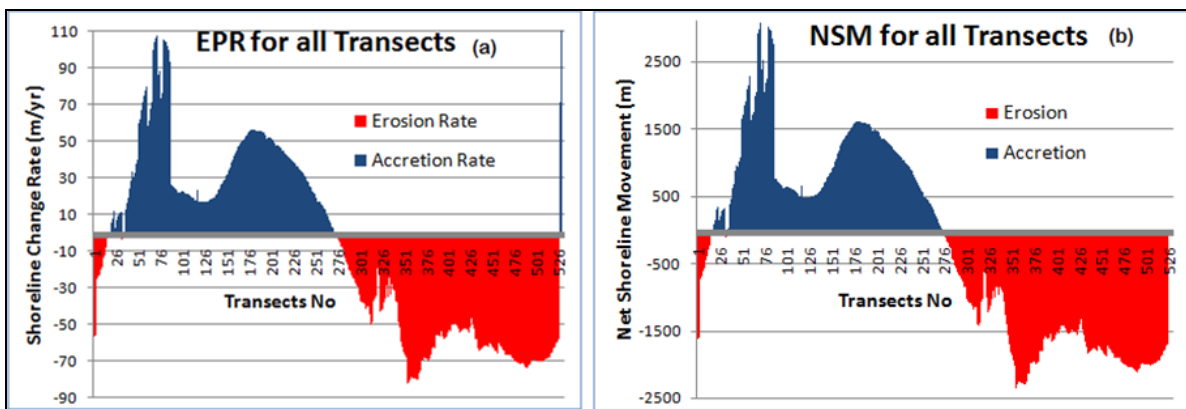 EPR for all Transects (a)
Shoreline Change Rate (m/yr)
110
90
70
50
30
10
-10
-30
-50
-70
-90
Erosion Rate
Accretion Rate
1 26 51 76 101 126 151 176 201 226 251 276 301 326 351 376 401 426 451 476 501 526
Transects No
NSM for all Transects (b)
Net Shoreline Movement (m)
2500
1500
500
-500
-1500
-2500
Erosion
Accretion
1 26 51 76 101 126 151 176 201 226 251 276 301 326 351 376 401 426 451 476 501 526
Transects No